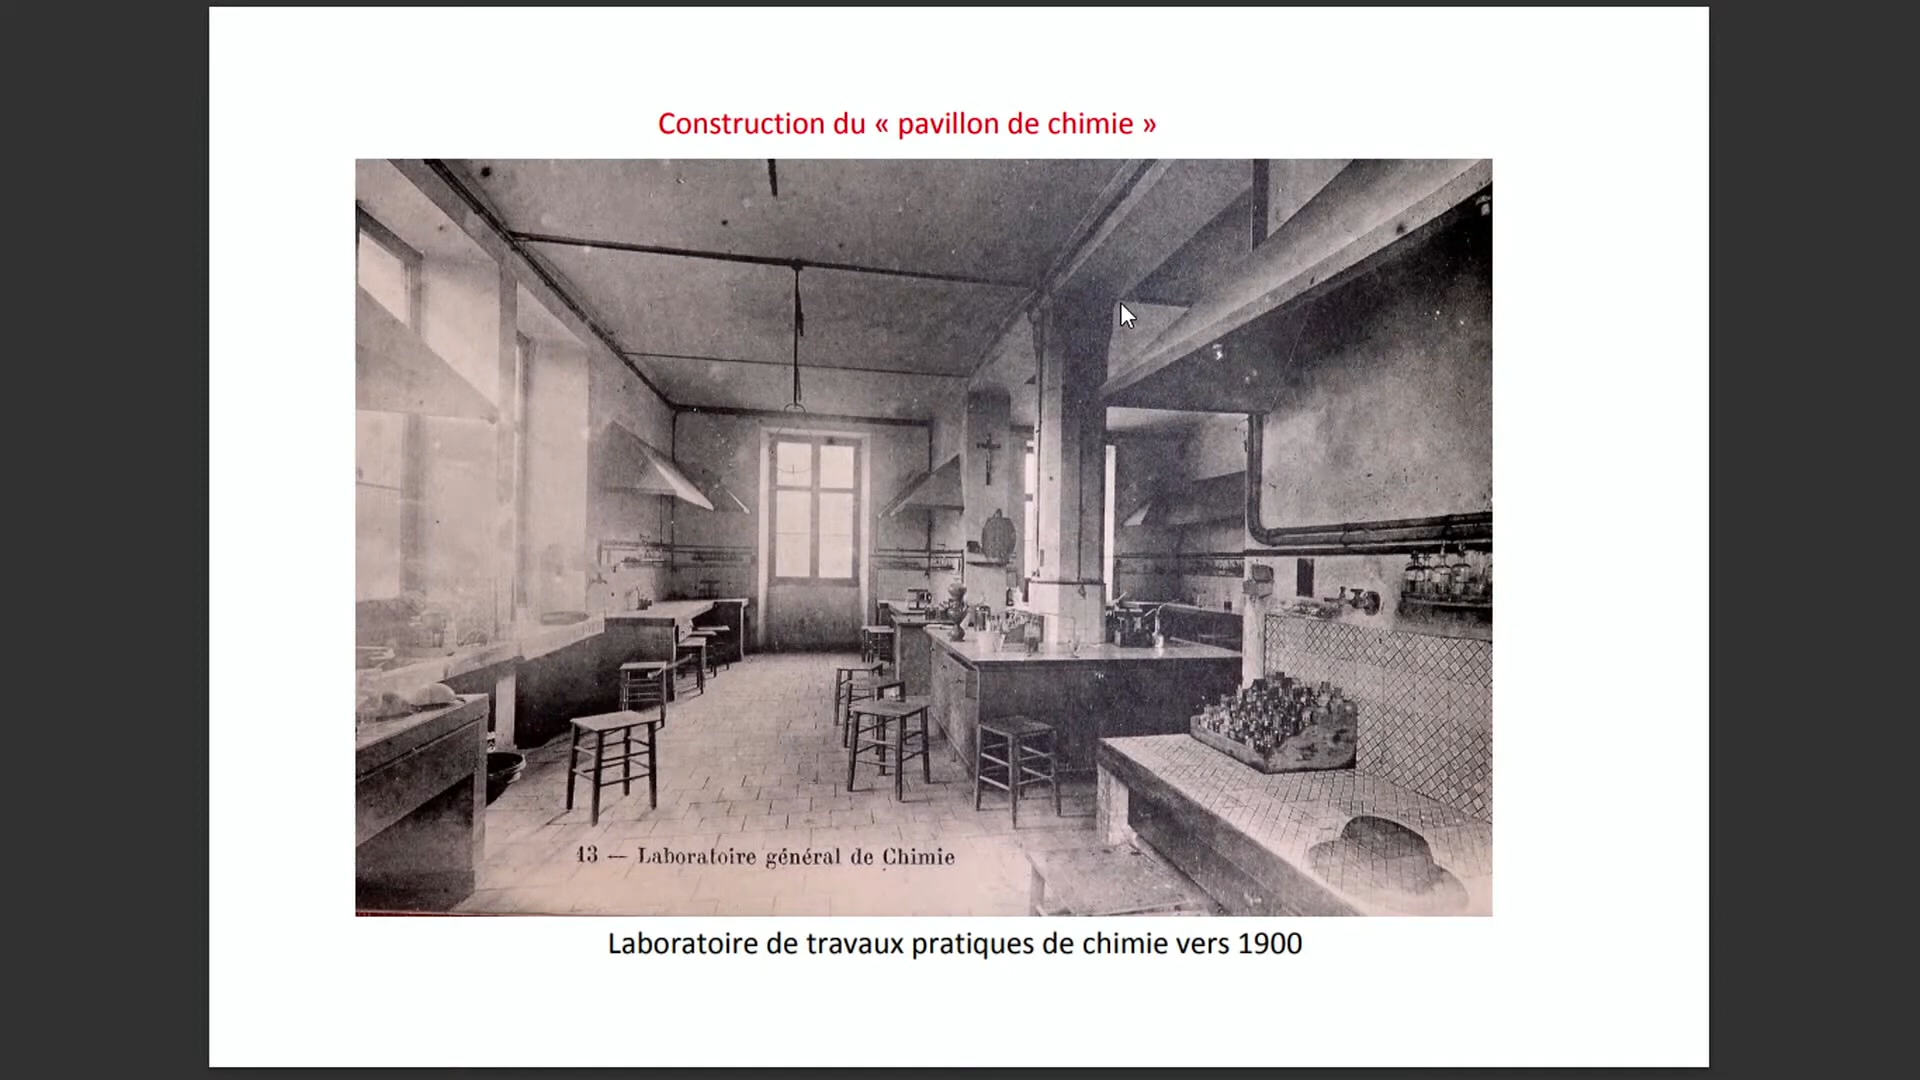 Construction du « pavillon de chimie »
13 — Laboratoire général de Chimie
Laboratoire de travaux pratiques de chimie vers 1900